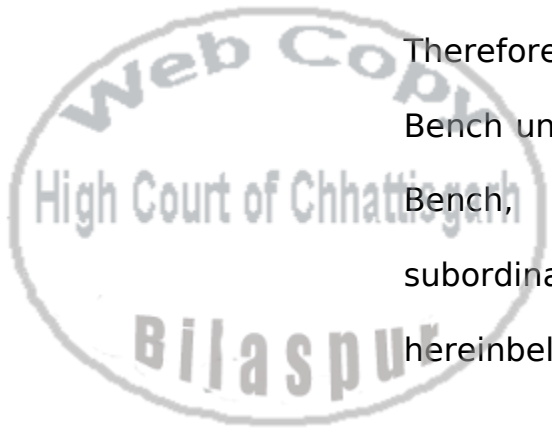 Web Copy
High Court of Chhattisgarh
Bilaspur
Therefore
Bench un
Bench,
subordina
hereinbel